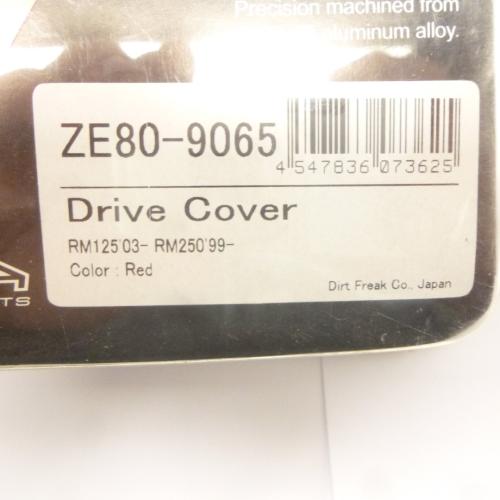 Precision machined from
aluminum alloy.
ZE80-9065
4 547836 073625
Drive Cover
RM125'03- RM250'99-
Color : Red
Dirt Freak Co., Japan